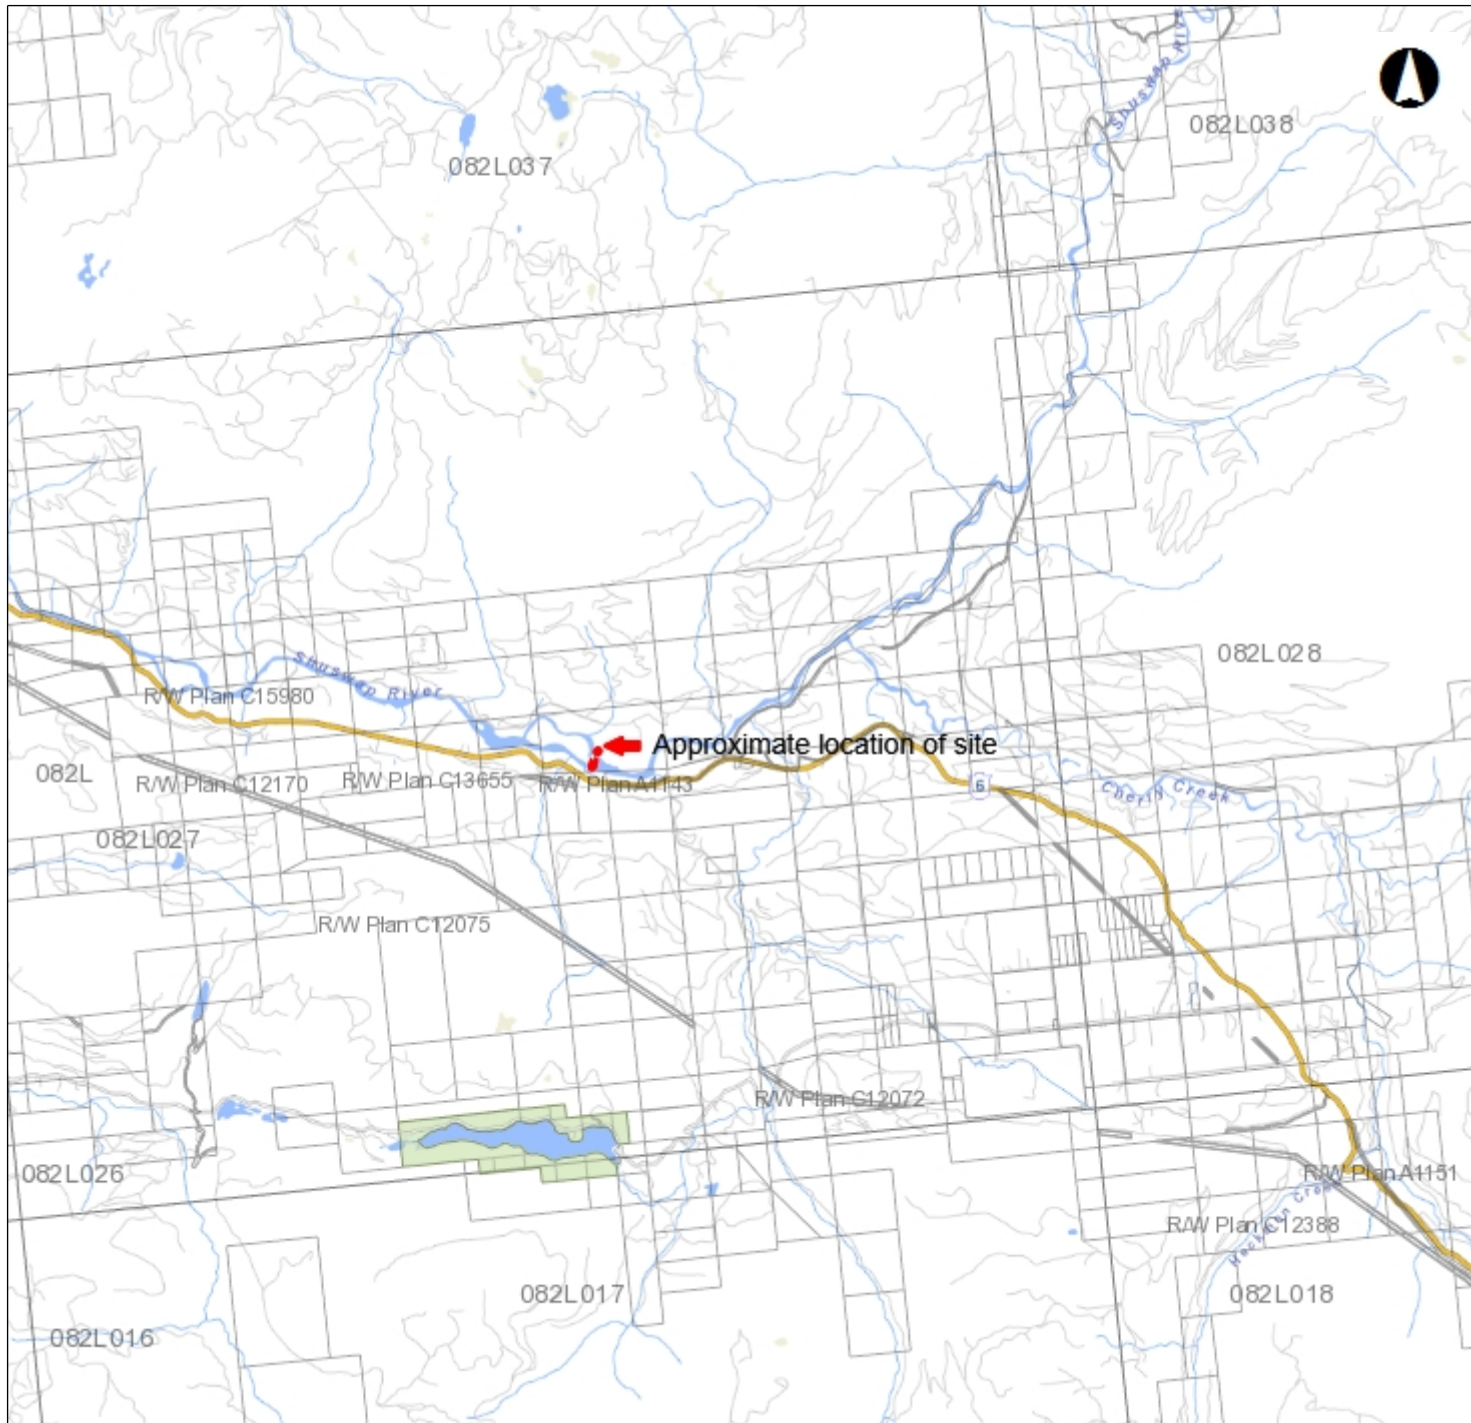 Shuswap River
082L038
082L037
082L028
Shuswap River
R/W Plan C15980
Approximate location of site
082L
R/W Plan C12170
R/W Plan C13655
R/W Plan A1143
6
Cherry Creek
082L027
R/W Plan C12075
R/W Plan C12072
082L026
R/W Plan A1151
R/W Plan C12388
082L017
082L018
082L016